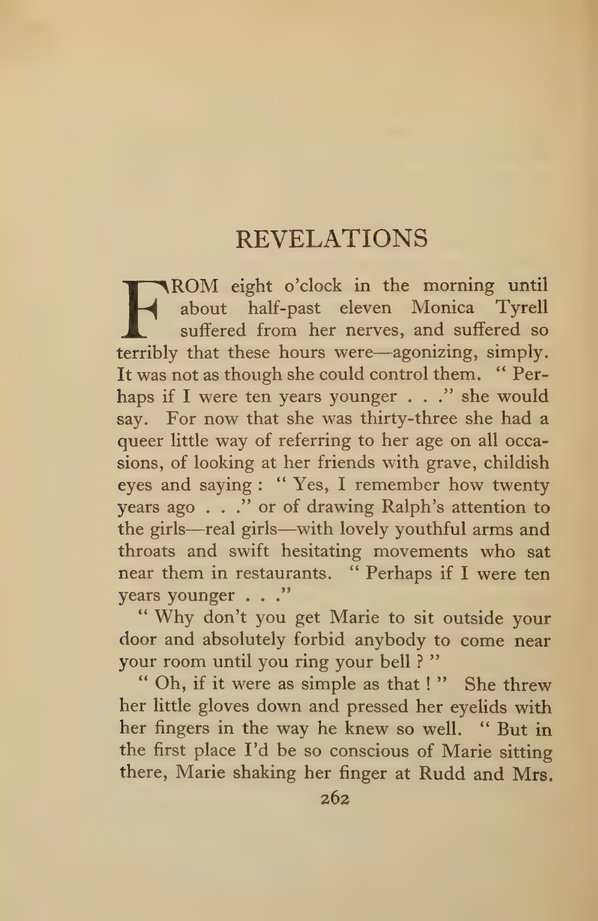 REVELATIONS
FROM eight o'clock in the morning until
about half-past eleven Monica Tyrell
suffered from her nerves, and suffered so
terribly that these hours were—agonizing, simply.
It was not as though she could control them. “ Per-
haps if I were ten years younger . . .” she would
say. For now that she was thirty-three she had a
queer little way of referring to her age on all occa-
sions, of looking at her friends with grave, childish
eyes and saying : “ Yes, I remember how twenty
years ago . . .” or of drawing Ralph’s attention to
the girls—real girls—with lovely youthful arms and
throats and swift hesitating movements who sat
near them in restaurants. “ Perhaps if I were ten
years younger . . .”
“ Why don’t you get Marie to sit outside your
door and absolutely forbid anybody to come near
your room until you ring your bell ? ”
“ Oh, if it were as simple as that ! ” She threw
her little gloves down and pressed her eyelids with
her fingers in the way he knew so well. “ But in
the first place I’d be so conscious of Marie sitting
there, Marie shaking her finger at Rudd and Mrs.
262